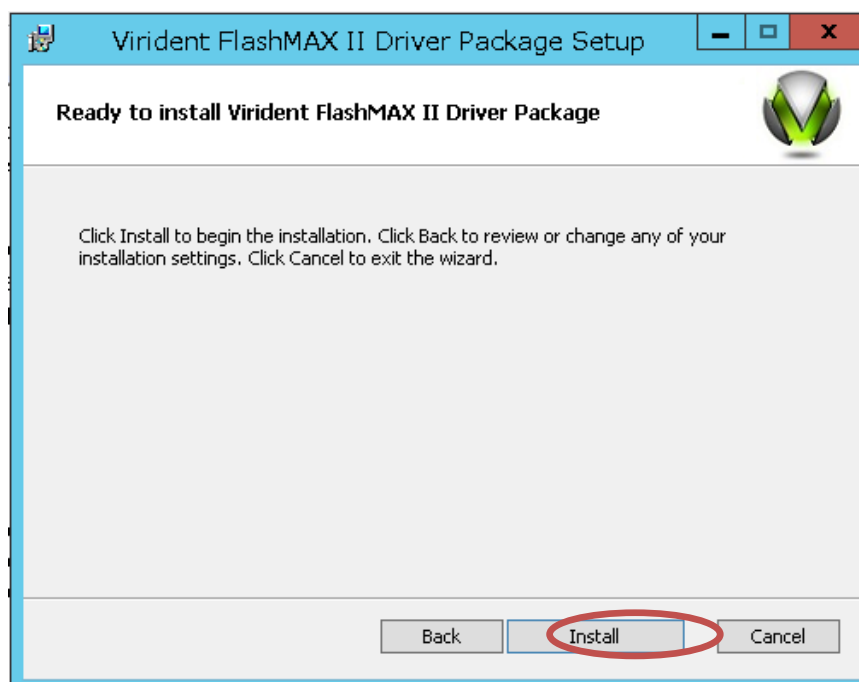 Virident FlashMAX II Driver Package Setup
Ready to install Virident FlashMAX II Driver Package
Click Install to begin the installation. Click Back to review or change any of your
installation settings. Click Cancel to exit the wizard.
Back Install Cancel